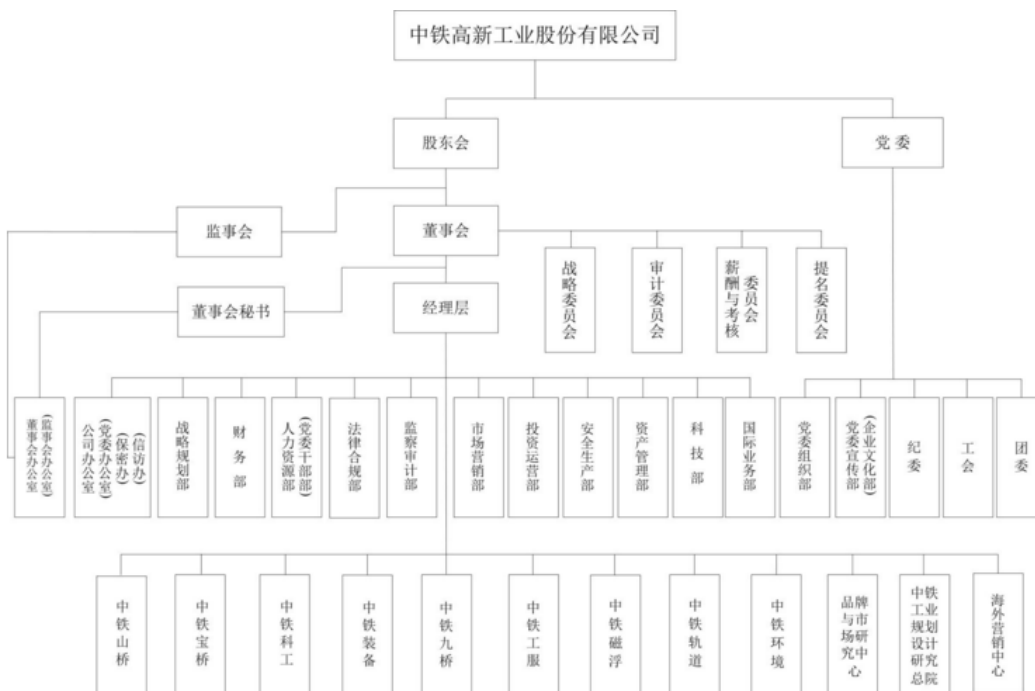 中铁高新工业股份有限公司
股东会
党委
监事会
董事会
战略委员会
审计委员会
薪酬与考核
委员会
提名委员会
董事会秘书
经理层
董事会办公室
(监事会办公室)
公司办公室
(党委办公室)
(保密办)
(信访办)
战略规划部
财务部
人力资源部
(党委干部部)
法律合规部
监察审计部
市场营销部
投资运营部
安全生产部
资产管理部
科技部
国际业务部
党委组织部
党委宣传部
(企业文化部)
纪委
工会
团委
中铁山桥
中铁宝桥
中铁科工
中铁装备
中铁九桥
中铁工服
中铁磁浮
中铁轨道
中铁环境
品牌与市场研究中心
中铁工业规划设计研究总院
海外营销中心